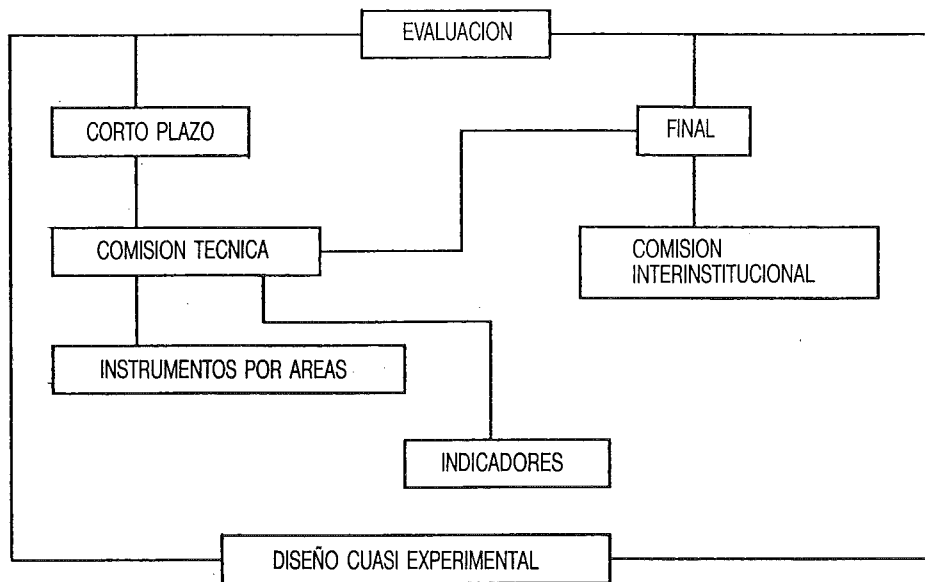 EVALUACION
CORTO PLAZO
FINAL
COMISION TECNICA
COMISION
INTERINSTITUCIONAL
INSTRUMENTOS POR AREAS
INDICADORES
DISEÑO CUASI EXPERIMENTAL